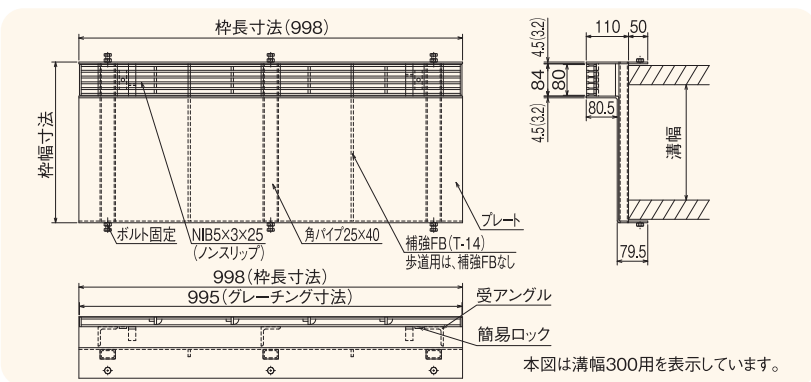 枠長寸法(998)
枠幅寸法
ボルト固定
NIB5×3×25
(ノンスリップ)
角パイプ25×40
補強FB(T-14)
歩道用は、補強FBなし
プレート
4.5(3.2)
84
80
4.5(3.2)
110
50
80.5
溝幅
79.5
998(枠長寸法)
995(グレーチング寸法)
受アングル
簡易ロック
本図は溝幅300用を表示しています。